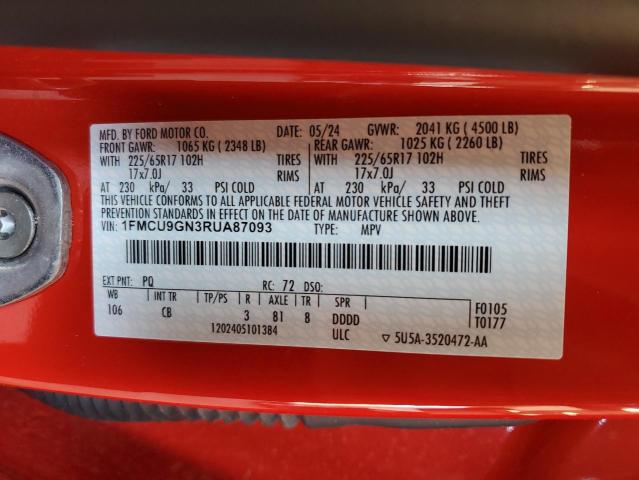 MFD. BY FORD MOTOR CO. DATE: 05/24 GVWR: 2041 KG ( 4500 LB)
FRONT GAWR: 1065 KG ( 2348 LB) REAR GAWR: 1025 KG ( 2260 LB)
WITH 225/65R17 102H TIRES WITH 225/65R17 102H TIRES
17x7.0J RIMS 17x7.0J RIMS
AT 230 kPa/ 33 PSI COLD AT 230 kPa/ 33 PSI COLD
THIS VEHICLE CONFORMS TO ALL APPLICABLE FEDERAL MOTOR VEHICLE SAFETY AND THEFT
PREVENTION STANDARDS IN EFFECT ON THE DATE OF MANUFACTURE SHOWN ABOVE.
VIN: 1FMCU9GN3RUA87093 TYPE: MPV
EXT PNT: PQ RC: 72 DSO:
WB INT TR TP/PS R AXLE TR SPR
106 CB 3 81 8 DDDD
1202405101384 ULC
F0105
T0177
5U5A-3520472-AA